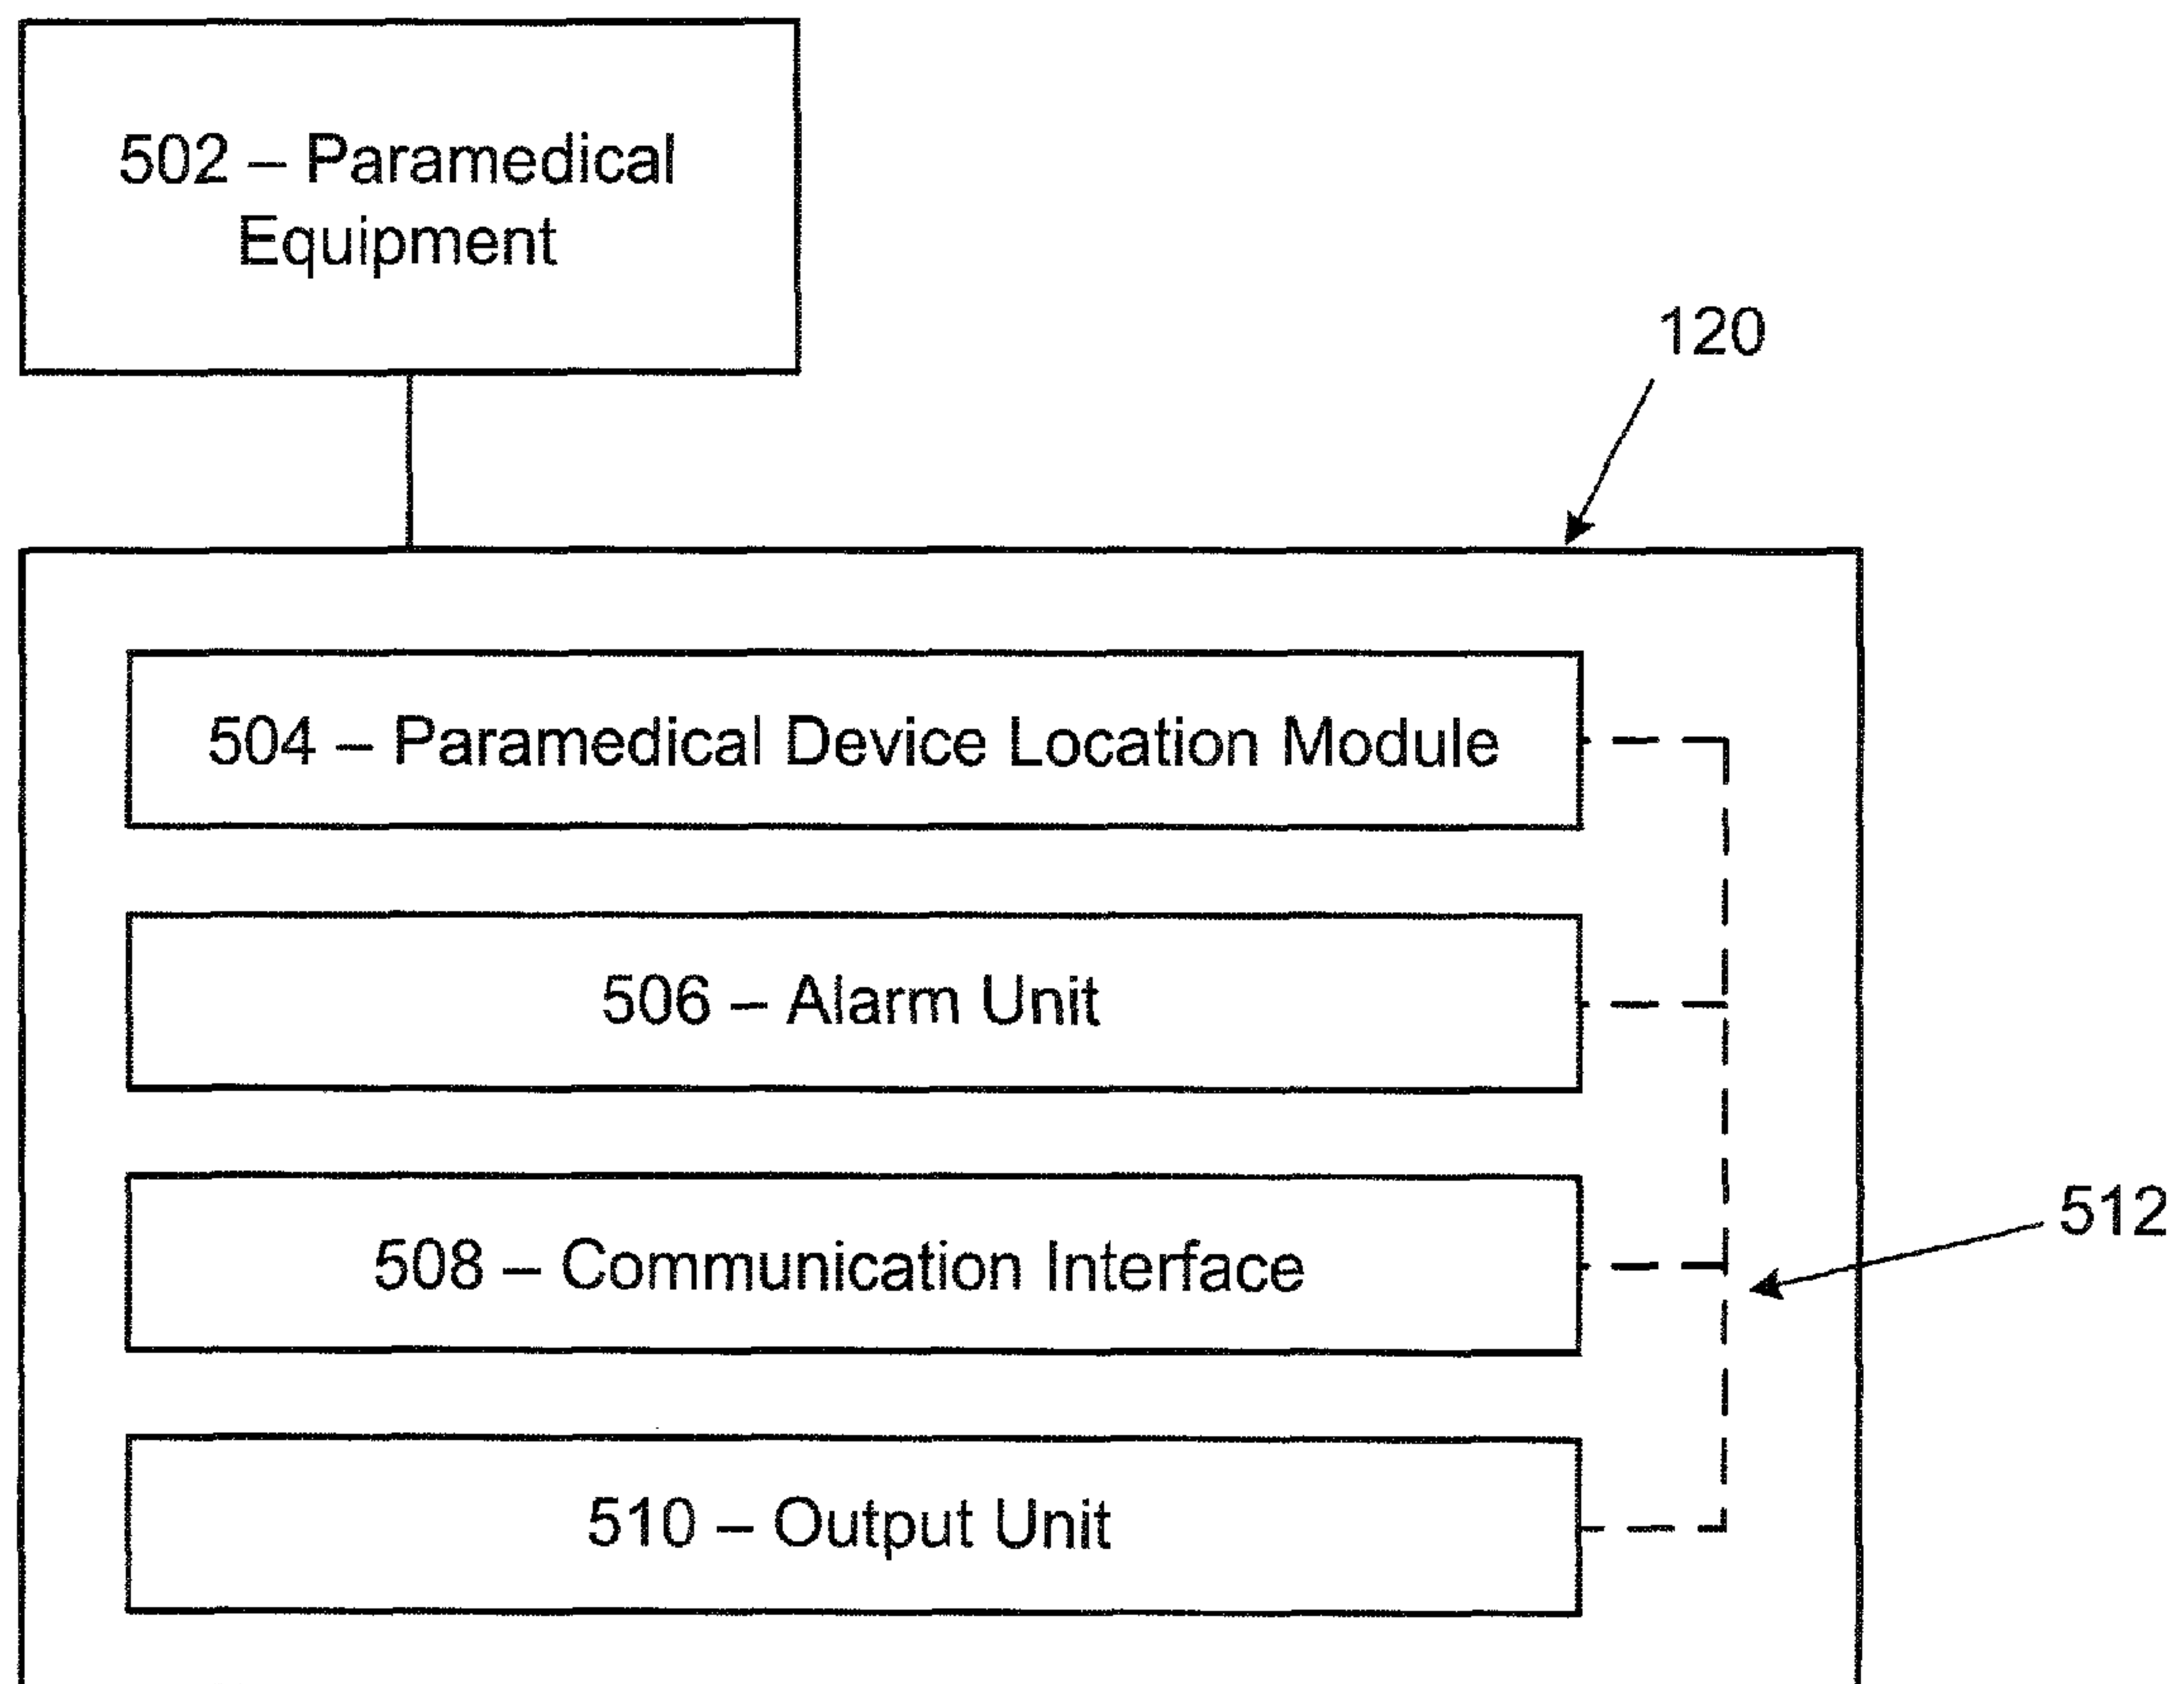 502 – Paramedical
Equipment
120
504 – Paramedical Device Location Module
506 – Alarm Unit
508 – Communication Interface
512
510 – Output Unit